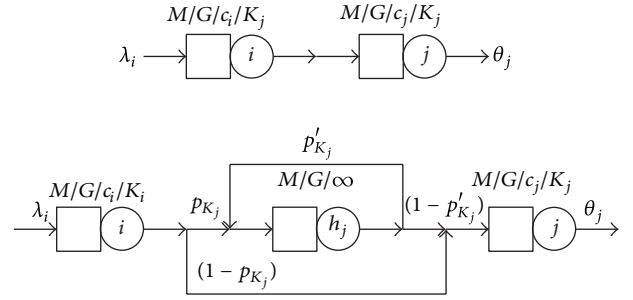 M/G/c_i/K_j M/G/c_j/K_j
λ_i i j θ_j
p′_{K_j}
M/G/c_i/K_i M/G/∞ M/G/c_j/K_j
λ_i i p_{K_j} h_j (1 − p′_{K_j}) j θ_j
(1 − p_{K_j})